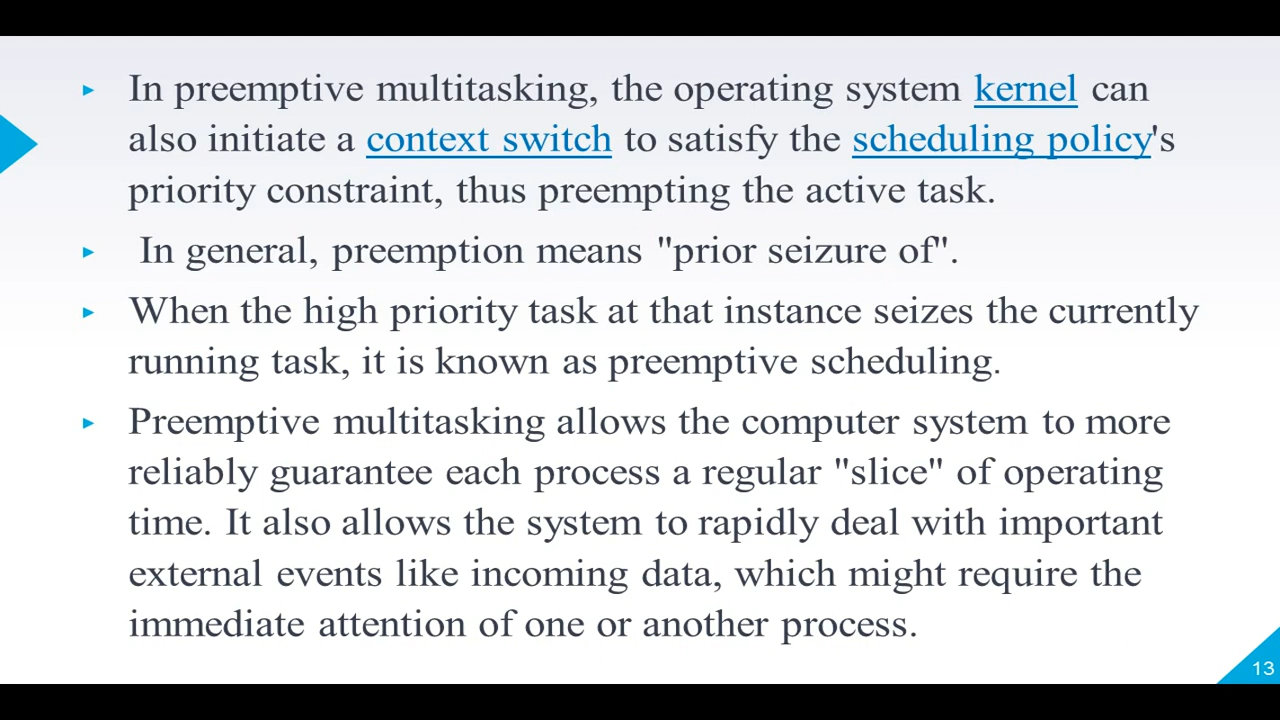 In preemptive multitasking, the operating system kernel can
also initiate a context switch to satisfy the scheduling policy's
priority constraint, thus preempting the active task.
In general, preemption means "prior seizure of".
When the high priority task at that instance seizes the currently
running task, it is known as preemptive scheduling.
Preemptive multitasking allows the computer system to more
reliably guarantee each process a regular "slice" of operating
time. It also allows the system to rapidly deal with important
external events like incoming data, which might require the
immediate attention of one or another process.
13